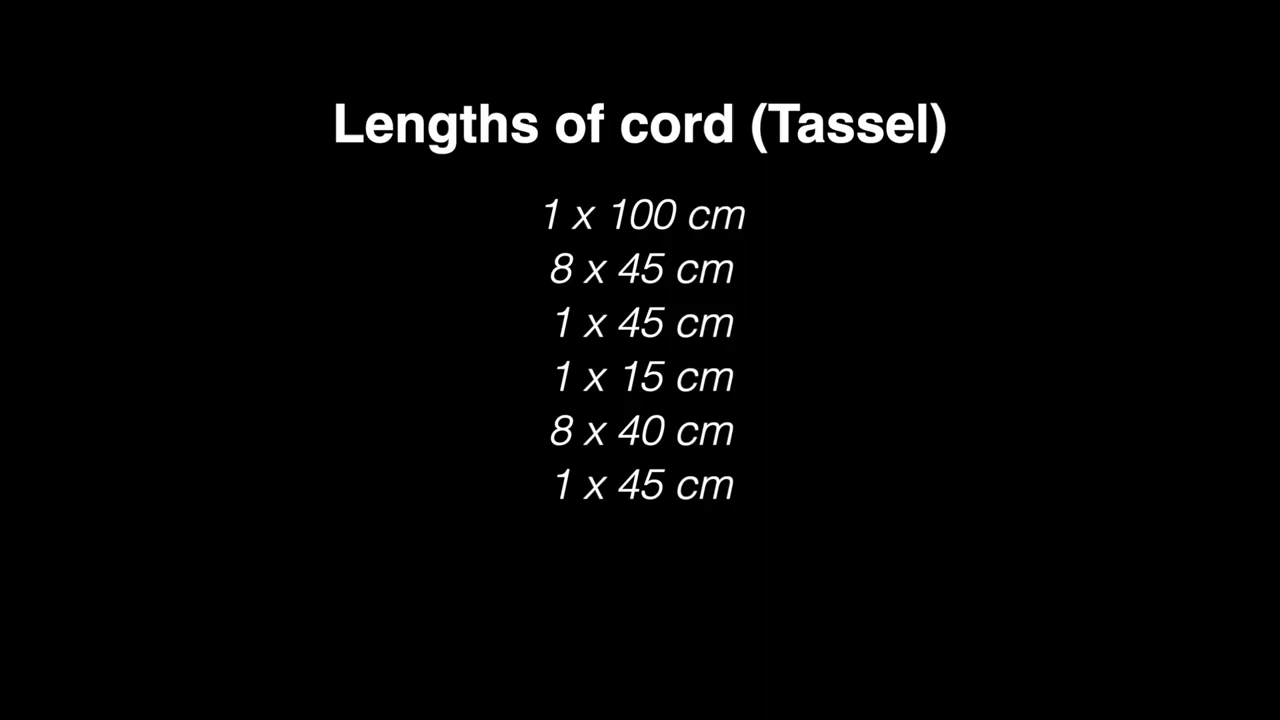 Lengths of cord (Tassel)
1 x 100 cm
8 x 45 cm
1 x 45 cm
1 x 15 cm
8 x 40 cm
1 x 45 cm